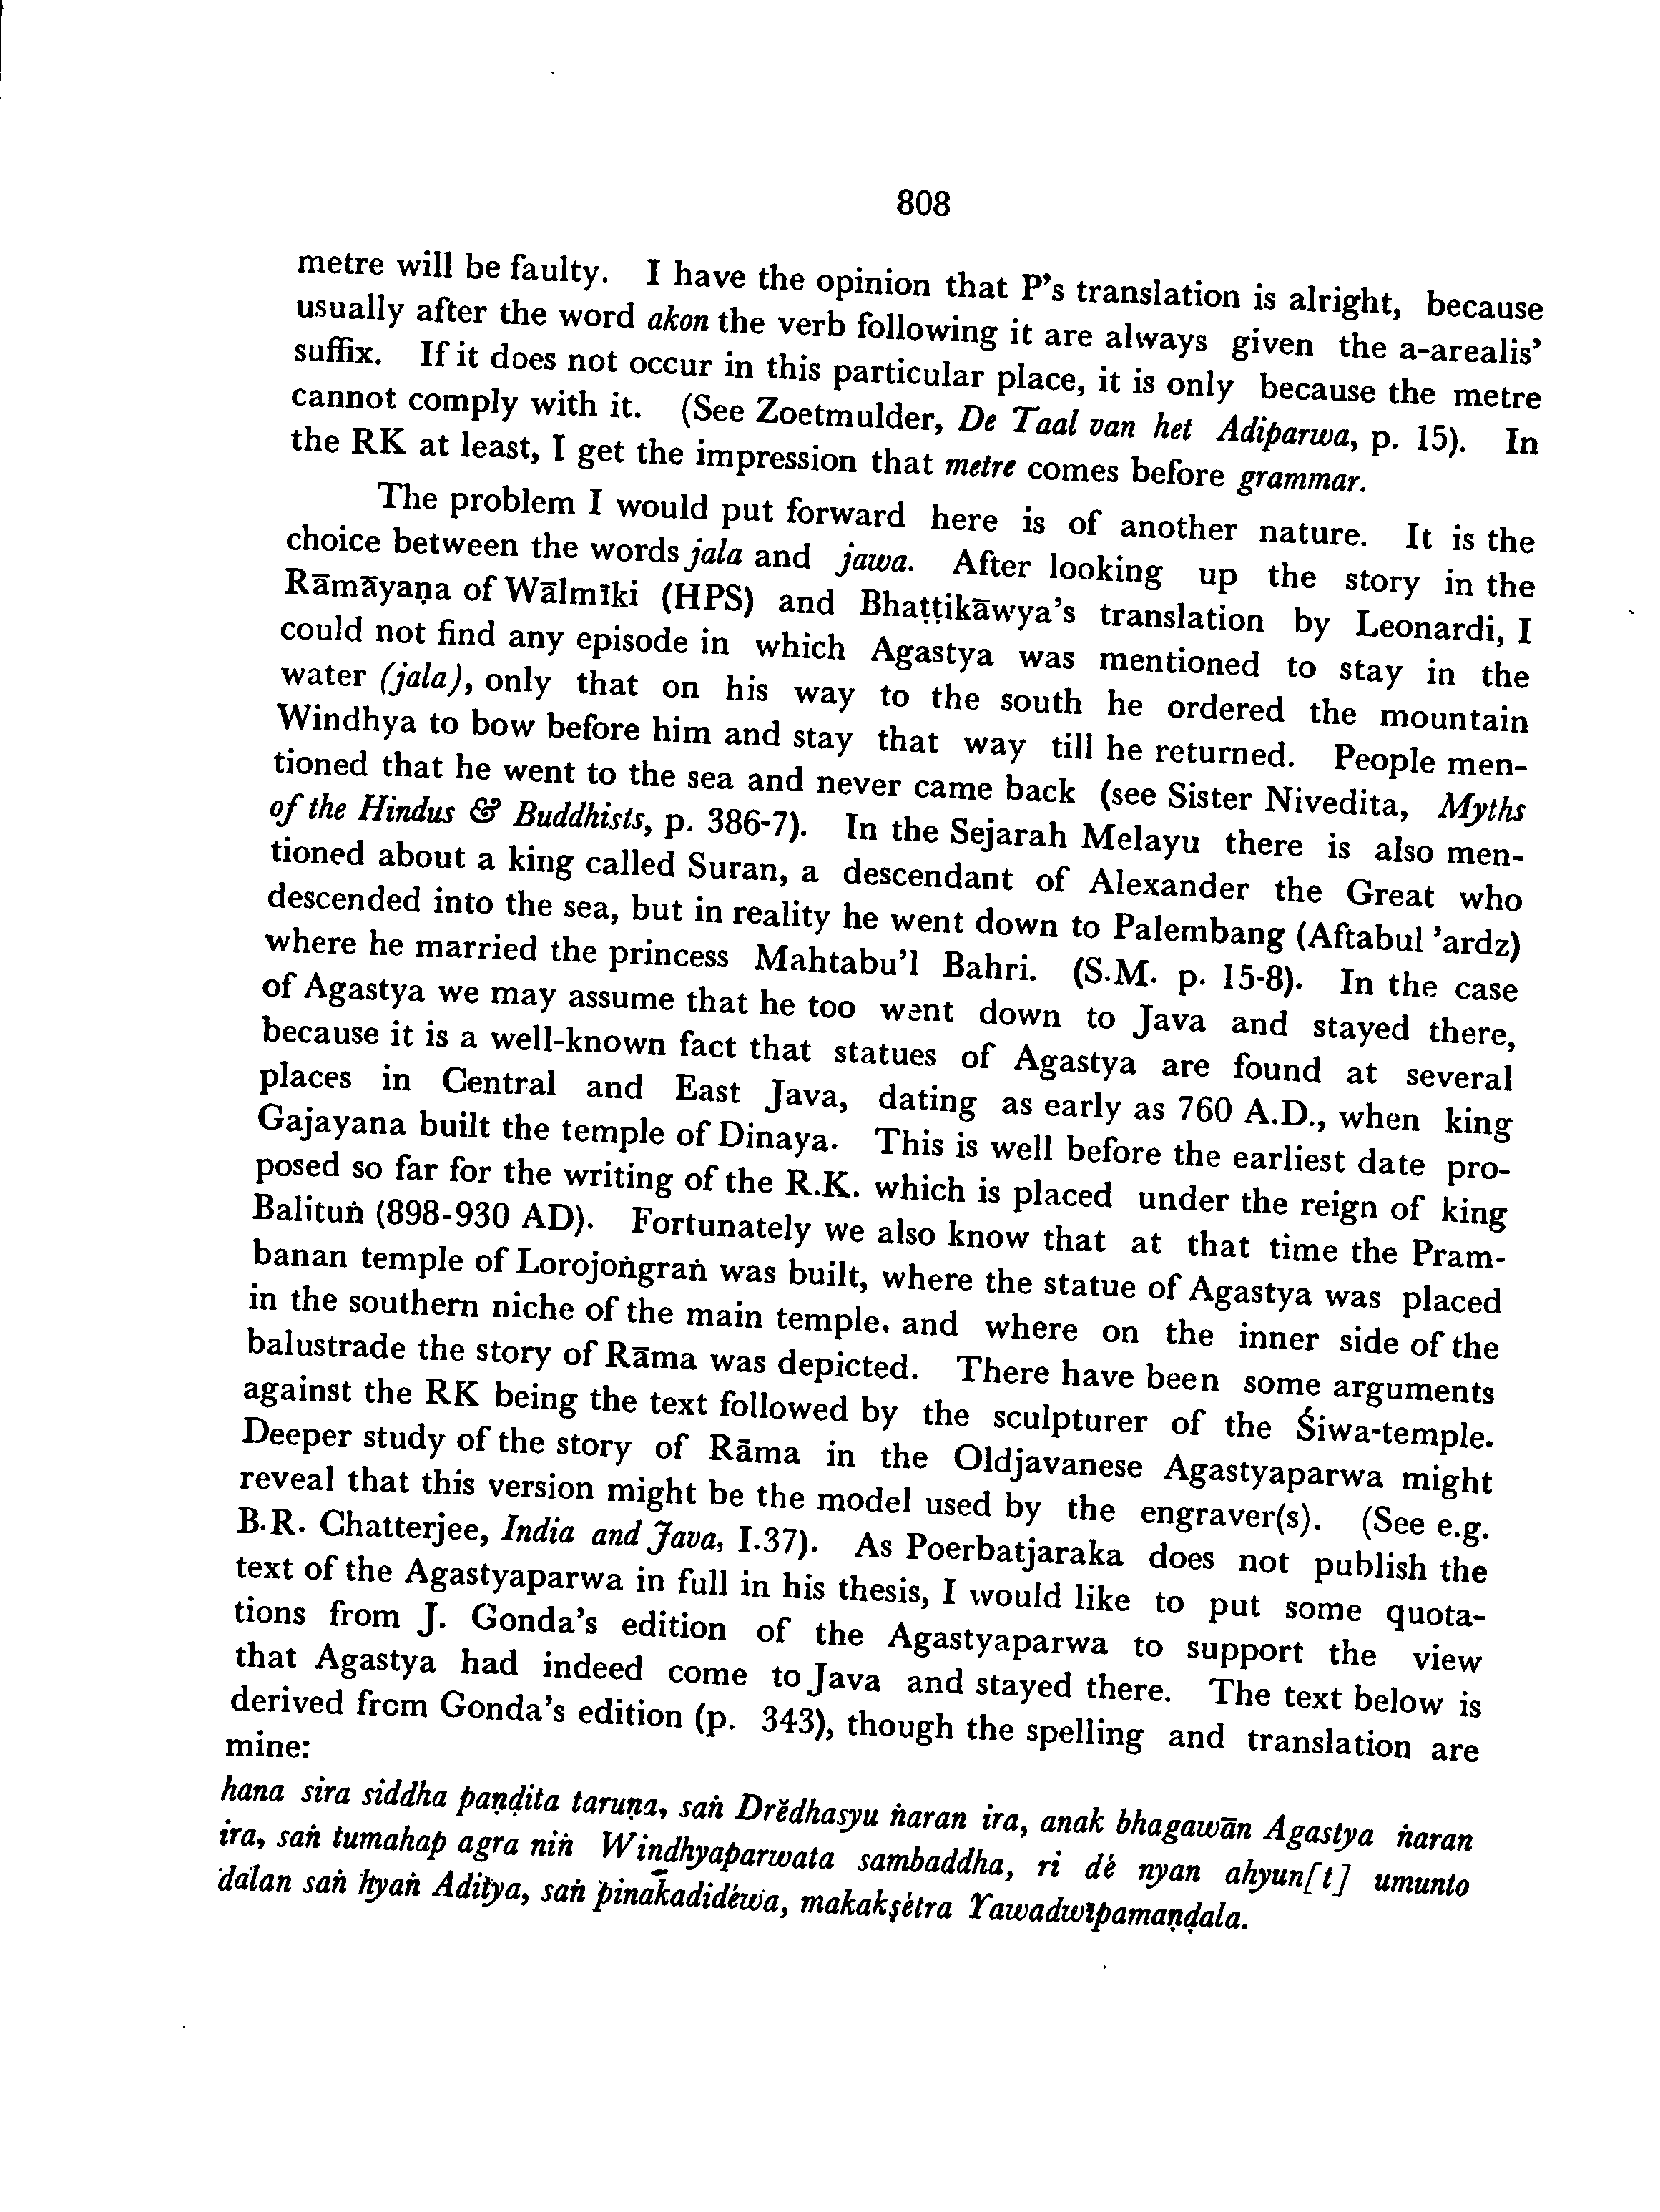 808
metre will be faulty. I have the opinion that P's translation is alright, because
usually after the word akon the verb following it are always given the a-arealis'
suffix. If it does not occur in this particular place, it is only because the metre
cannot comply with it. (See Zoetmulder, De Taal van het Adiparwa, p. 15). In
the RK at least, I get the impression that metre comes before grammar.
The problem I would put forward here is of another nature. It is the
choice between the words jala and jawa. After looking up the story in the
Rāmāyaṇa of Wālmīki (HPS) and Bhaṭṭikāwya's translation by Leonardi, I
could not find any episode in which Agastya was mentioned to stay in the
water (jala), only that on his way to the south he ordered the mountain
Windhya to bow before him and stay that way till he returned. People men-
tioned that he went to the sea and never came back (see Sister Nivedita, Myths
of the Hindus & Buddhists, p. 386-7). In the Sejarah Melayu there is also men-
tioned about a king called Suran, a descendant of Alexander the Great who
descended into the sea, but in reality he went down to Palembang (Aftabul 'ardz)
where he married the princess Mahtabu'l Bahri. (S.M. p. 15-8). In the case
of Agastya we may assume that he too went down to Java and stayed there,
because it is a well-known fact that statues of Agastya are found at several
places in Central and East Java, dating as early as 760 A.D., when king
Gajayana built the temple of Dinaya. This is well before the earliest date pro-
posed so far for the writing of the R.K. which is placed under the reign of king
Balituṅ (898-930 AD). Fortunately we also know that at that time the Pram-
banan temple of Lorojoṅgraṅ was built, where the statue of Agastya was placed
in the southern niche of the main temple, and where on the inner side of the
balustrade the story of Rāma was depicted. There have been some arguments
against the RK being the text followed by the sculpturer of the Śiwa-temple.
Deeper study of the story of Rāma in the Oldjavanese Agastyaparwa might
reveal that this version might be the model used by the engraver(s). (See e.g.
B.R. Chatterjee, India and Java, I.37). As Poerbatjaraka does not publish the
text of the Agastyaparwa in full in his thesis, I would like to put some quota-
tions from J. Gonda's edition of the Agastyaparwa to support the view
that Agastya had indeed come to Java and stayed there. The text below is
derived from Gonda's edition (p. 343), though the spelling and translation are
mine:
hana sira siddha paṇḍita taruṇa, saṅ Drĕdhasyu ṅaran ira, anak bhagawān Agastya ṅaran
ira, saṅ tumahap agra niṅ Windhyaparwata sambaddha, ri dé nyan ahyun[t] umunto
dalan saṅ hyaṅ Aditya, saṅ pinākadidéwa, makakṣétra Yawadwīpamaṇḍala.